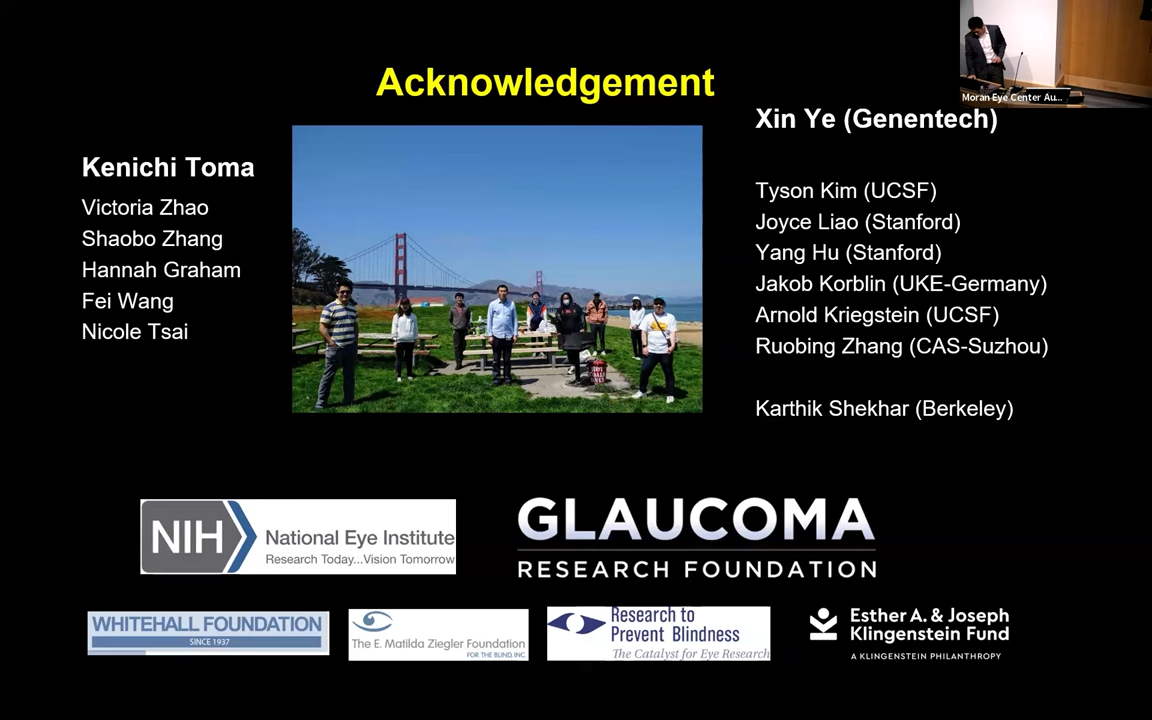 Acknowledgement
Moran Eye Center Au...
Xin Ye (Genentech)
Kenichi Toma
Victoria Zhao
Shaobo Zhang
Hannah Graham
Fei Wang
Nicole Tsai
Tyson Kim (UCSF)
Joyce Liao (Stanford)
Yang Hu (Stanford)
Jakob Korblin (UKE-Germany)
Arnold Kriegstein (UCSF)
Ruobing Zhang (CAS-Suzhou)
Karthik Shekhar (Berkeley)
NIH
National Eye Institute
Research Today...Vision Tomorrow
GLAUCOMA
RESEARCH FOUNDATION
WHITEHALL FOUNDATION
SINCE 1937
The E. Matilda Ziegler Foundation
FOR THE BLIND, INC.
Research to
Prevent Blindness
The Catalyst for Eye Research
Esther A. & Joseph
Klingenstein Fund
A KLINGENSTEIN PHILANTHROPY